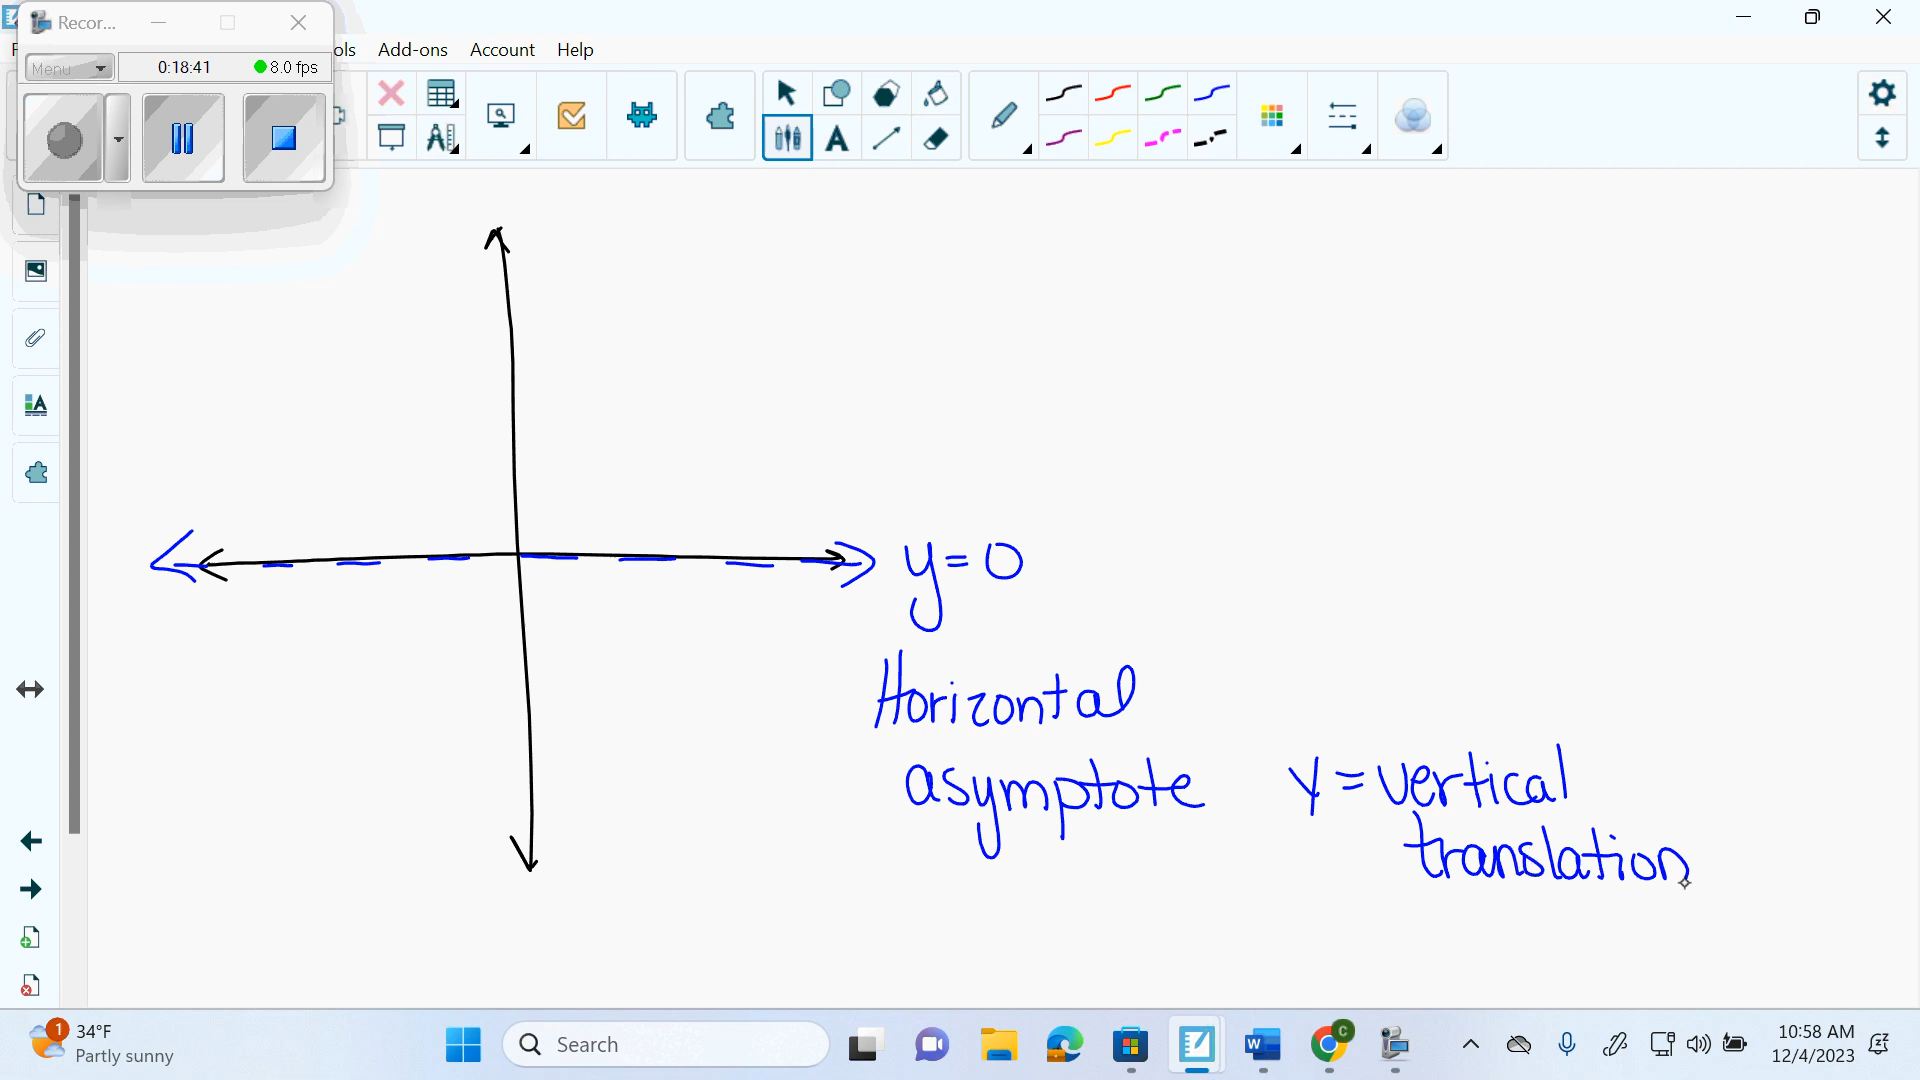 Recor...
Menu
0:18:41
8.0 fps
ols
Add-ons
Account
Help
y=0
Horizontal
asymptote
y = vertical
translation
1
34°F
Partly sunny
Search
C
10:58 AM
12/4/2023